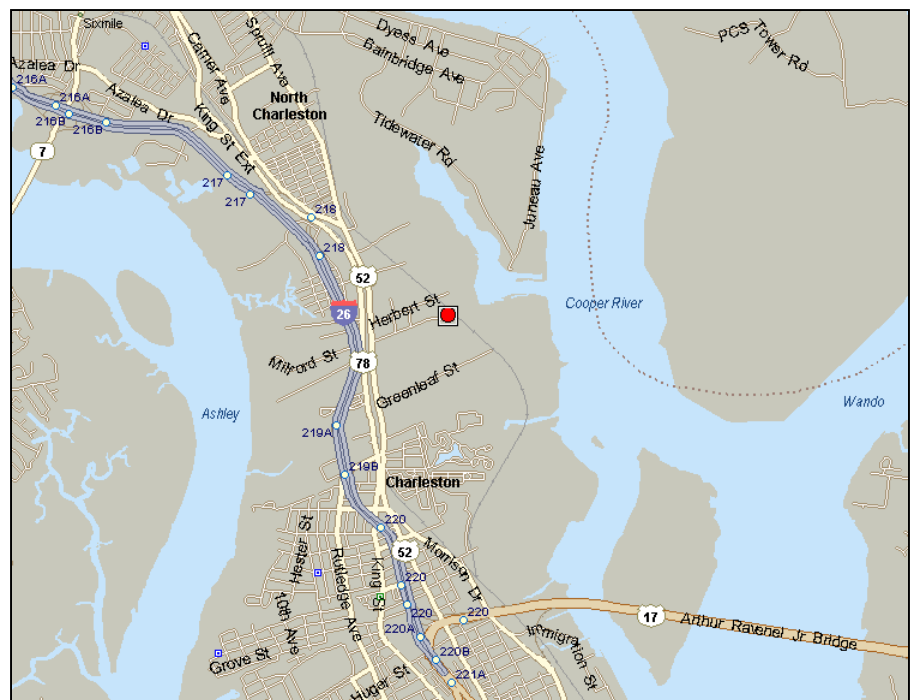 Sixmile
Dyess Ave
Spruill Ave
Bainbridge Ave
PCS Tower Rd
Azalea Dr
Carner Ave
216A
216A
Azalea Dr
North
Charleston
216B
216B
King St Ext
Tidewater Rd
7
Juneau Ave
217
217
218
218
52
Cooper River
Herbert St
26
Milford St
78
Greenleaf St
Wando
Ashley
219A
219B
Charleston
220
Hester St
Rutledge Ave
King St
52
Morrison Dr
220
10th Ave
220
220
17
Arthur Ravenel Jr Bridge
220A
Immigration St
Grove St
220B
Huger St
221A